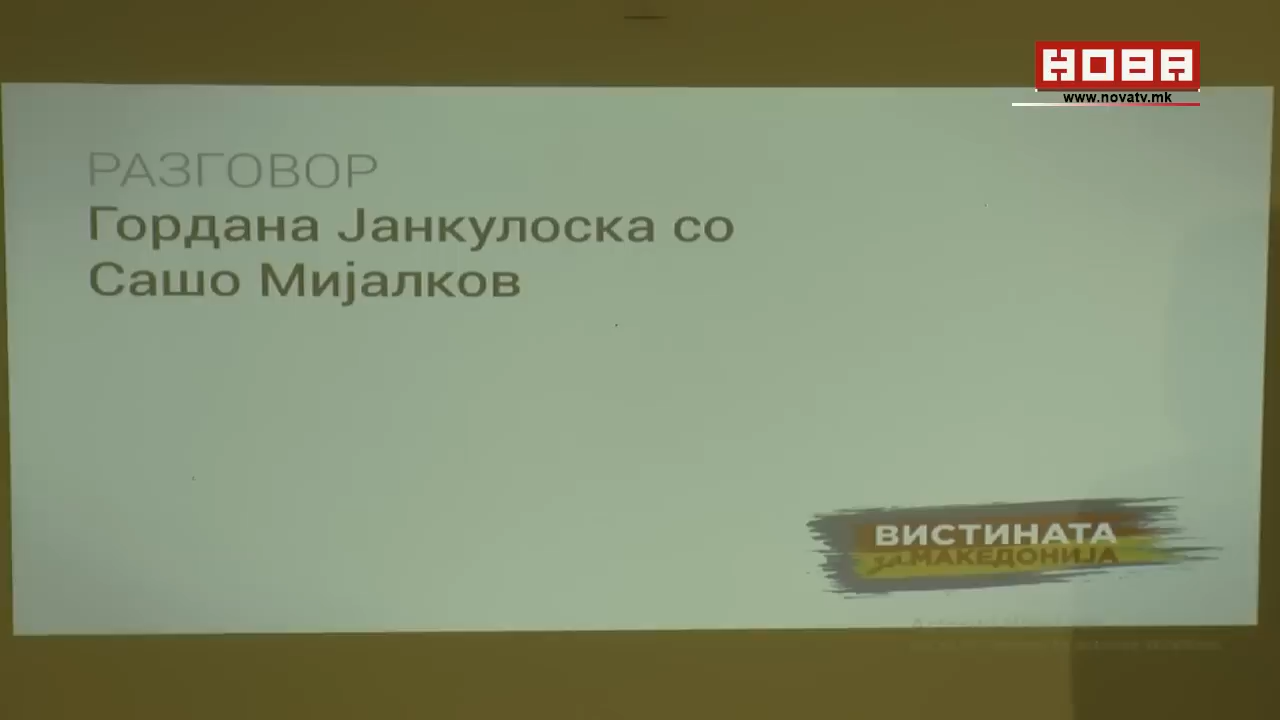 НОВА
www.novatv.mk
РАЗГОВОР
Гордана Јанкулоска со
Сашо Мијалков
ВИСТИНАТА
за МАКЕДОНИЈА